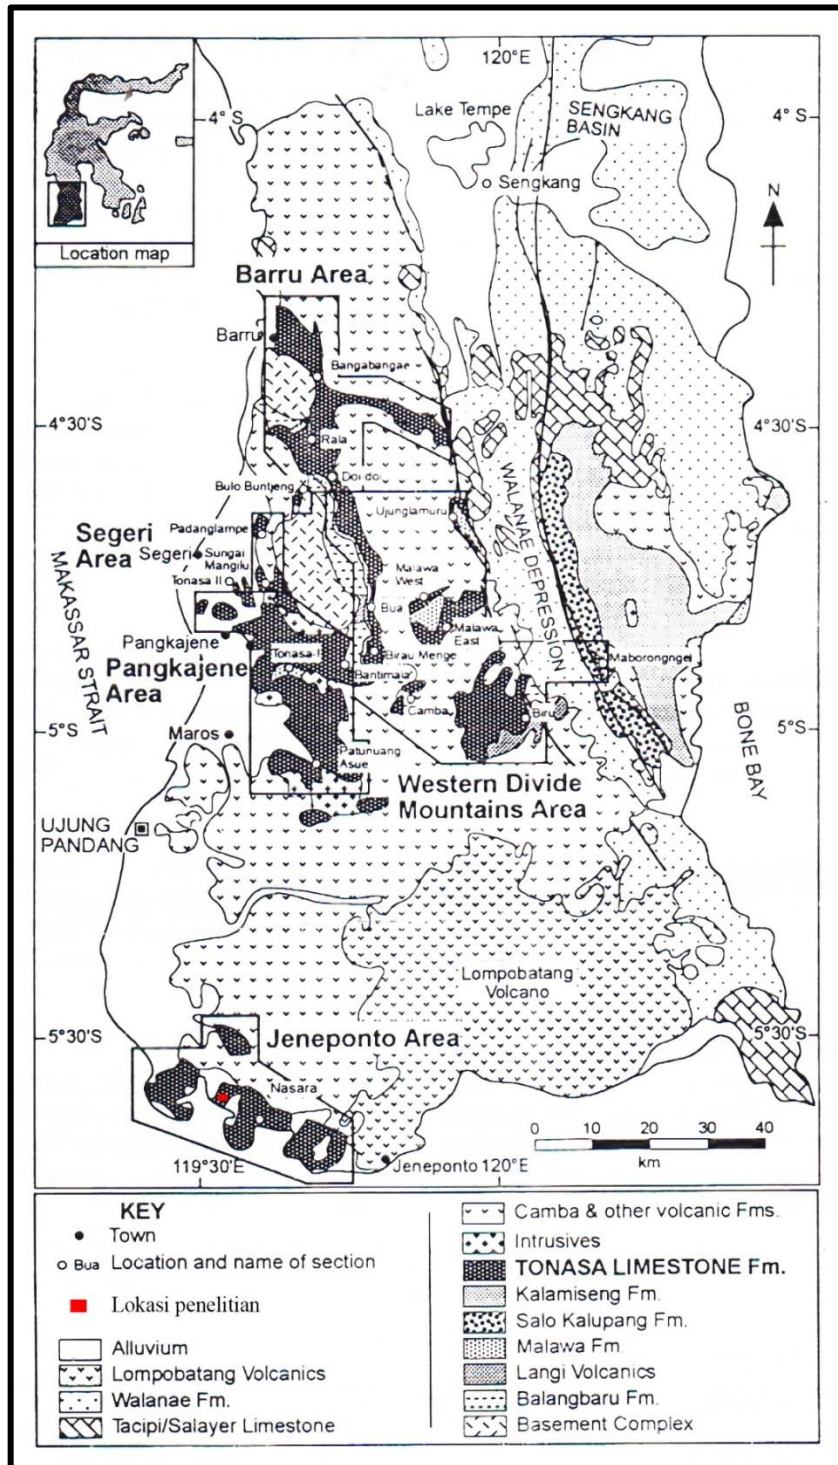 120°E
Lake Tempe
SENGKANG
BASIN
4° S
4° S
Sengkang
N
Location map
Barru Area
Barru
Bangabangae
4°30'S
4°30'S
Rala
Doi-doi
Bulo Buntjeng
WALANAE DEPRESSION
Padanglampe
Ujunglamuru
Segeri
Area
Segeri
Sungai
Mangilu
Tonasa II
Malawa
West
MAKASSAR STRAIT
Bua
Malawa
East
Pangkajene
Tonasa-I
Birau Menge
Maborongnge
Pangkajene
Area
Bantimala
Camba
Biru
5°S
5°S
Maros
Patunuang
Asue
BONE BAY
Western Divide
Mountains Area
UJUNG
PANDANG
Lompobatang
Volcano
5°30'S
5°30'S
Jeneponto Area
Nasara
0 10 20 30 40
km
119°30'E
Jeneponto
120°E
KEY
Town
Bua Location and name of section
Lokasi penelitian
Alluvium
Lompobatang Volcanics
Walanae Fm.
Tacipi/Salayer Limestone
Camba & other volcanic Fms.
Intrusives
TONASA LIMESTONE Fm.
Kalamiseng Fm.
Salo Kalupang Fm.
Malawa Fm
Langi Volcanics
Balangbaru Fm.
Basement Complex